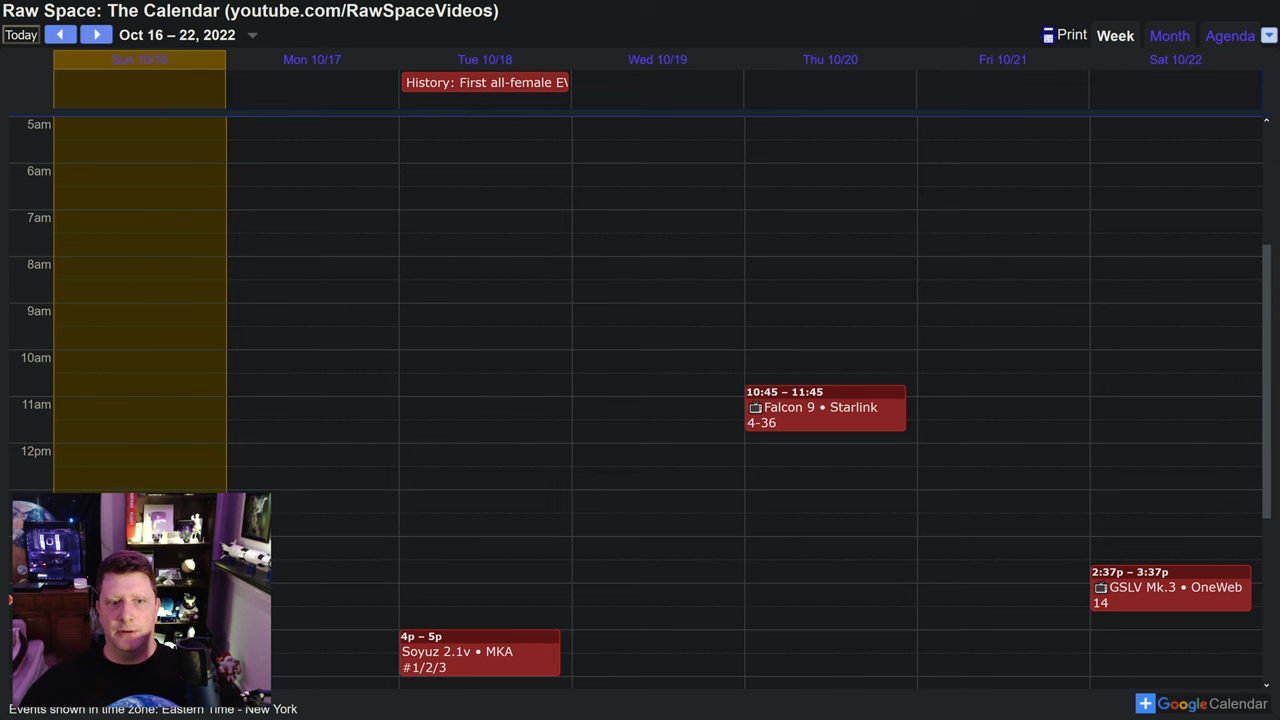 Raw Space: The Calendar (youtube.com/RawSpaceVideos)
Today Oct 16 – 22, 2022 Print Week Month Agenda
Sun 10/16 Mon 10/17 Tue 10/18 Wed 10/19 Thu 10/20 Fri 10/21 Sat 10/22
History: First all-female EV
5am
6am
7am
8am
9am
10am
10:45 – 11:45
11am
Falcon 9 • Starlink
4-36
12pm
2:37p – 3:37p
GSLV Mk.3 • OneWeb
14
4p – 5p
Soyuz 2.1v • MKA
#1/2/3
Events shown in time zone: Eastern Time - New York
Google Calendar